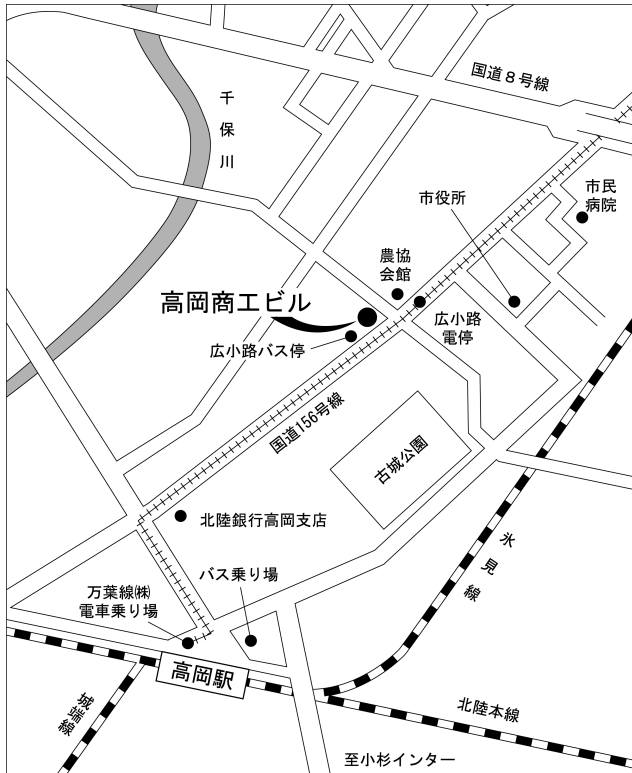 国道8号線
千保川
市民
病院
市役所
農協
会館
高岡商工ビル
広小路
電停
広小路バス停
国道156号線
古城公園
北陸銀行高岡支店
氷見線
バス乗り場
万葉線㈱
電車乗り場
高岡駅
城端線
北陸本線
至小杉インター